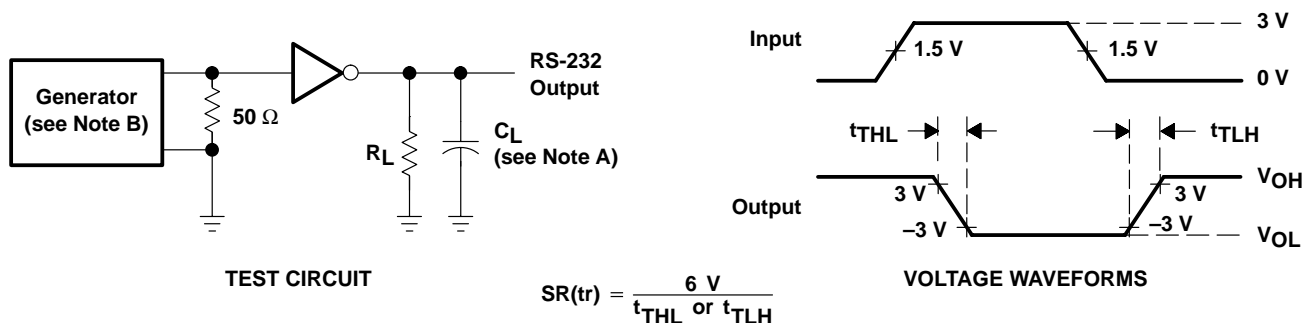 Generator
(see Note B)
50 Ω
RS-232
Output
RL
CL
(see Note A)
TEST CIRCUIT
Input
3 V
1.5 V
1.5 V
0 V
tTHL
tTLH
Output
3 V
3 V
VOH
–3 V
–3 V
VOL
VOLTAGE WAVEFORMS
SR(tr) = 6 V / tTHL or tTLH